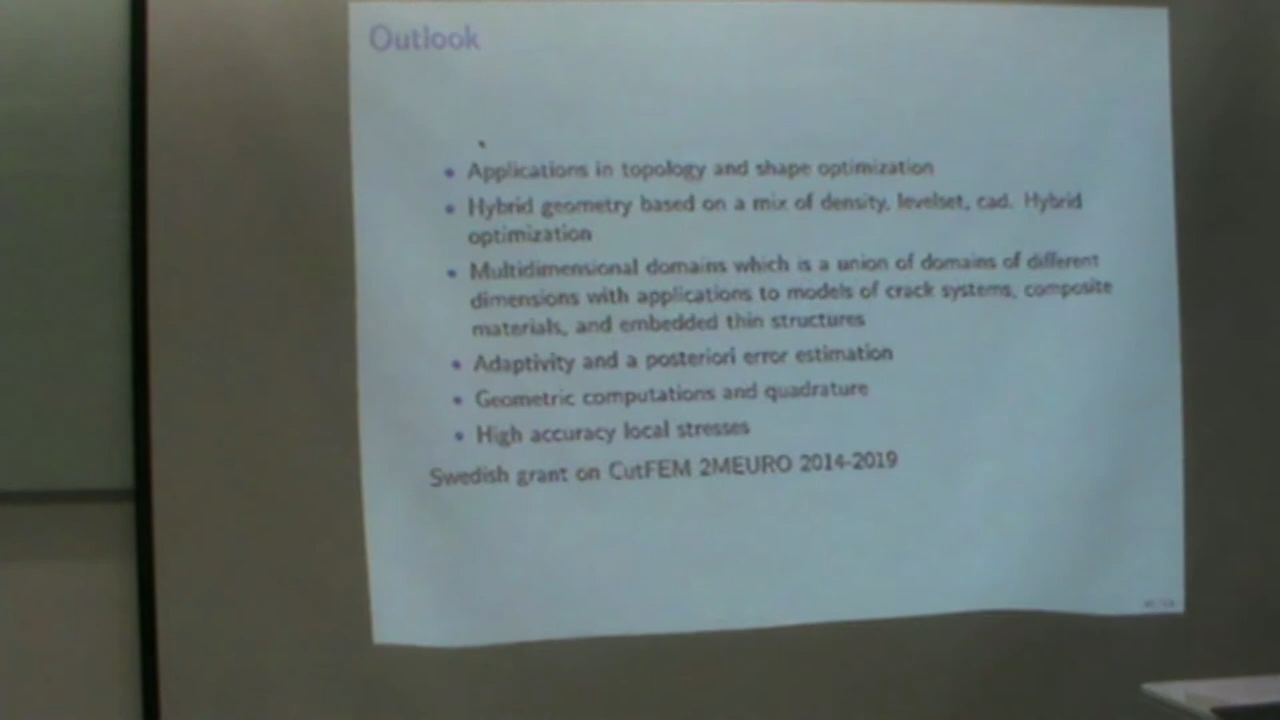 Outlook
Applications in topology and shape optimization
Hybrid geometry based on a mix of density, levelset, cad. Hybrid
optimization
Multidimensional domains which is a union of domains of different
dimensions with applications to models of crack systems, composite
materials, and embedded thin structures
Adaptivity and a posteriori error estimation
Geometric computations and quadrature
High accuracy local stresses
Swedish grant on CutFEM 2MEURO 2014-2019